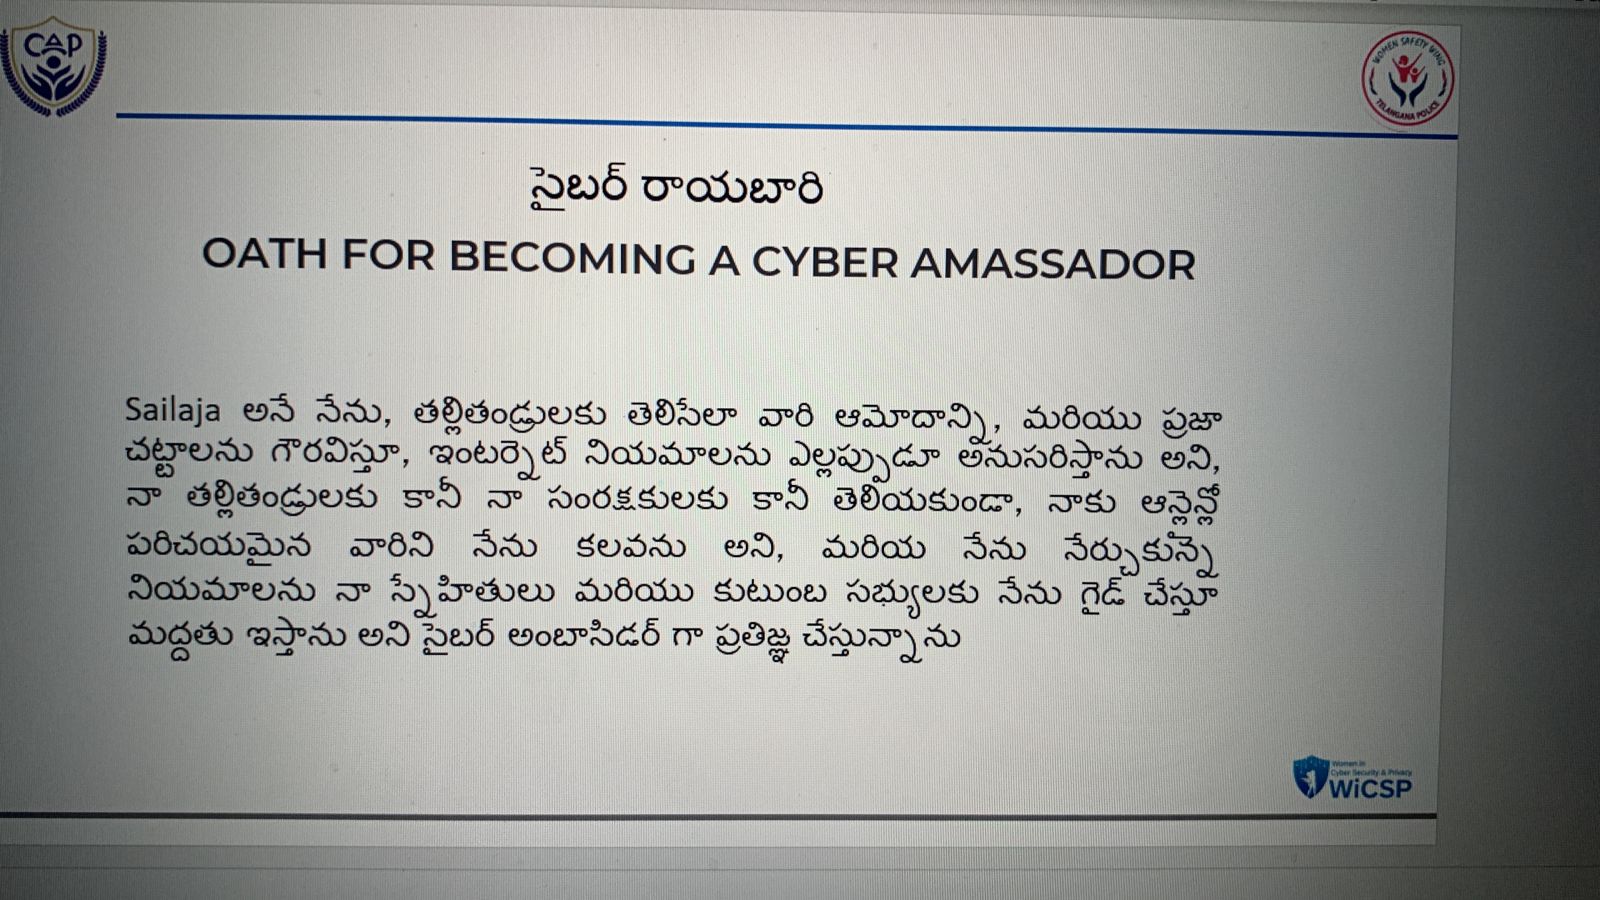 CAP
WOMEN SAFETY WING
TELANGANA POLICE
సైబర్ రాయబారి
OATH FOR BECOMING A CYBER AMASSADOR
Sailaja అనే నేను, తల్లితండ్రులకు తెలిసేలా వారి ఆమోదాన్ని, మరియు ప్రజా
చట్టాలను గౌరవిస్తూ, ఇంటర్నెట్ నియమాలను ఎల్లప్పుడూ అనుసరిస్తాను అని,
నా తల్లితండ్రులకు కానీ నా సంరక్షకులకు కానీ తెలియకుండా, నాకు ఆన్లైన్లో
పరిచయమైన వారిని నేను కలవను అని, మరియ నేను నేర్చుకున్నై
నియమాలను నా స్నేహితులు మరియు కుటుంబ సభ్యులకు నేను గైడ్ చేస్తూ
మద్దతు ఇస్తాను అని సైబర్ అంబాసిడర్ గా ప్రతిజ్ఞ చేస్తున్నాను
Women in
Cyber Security & Privacy
WiCSP